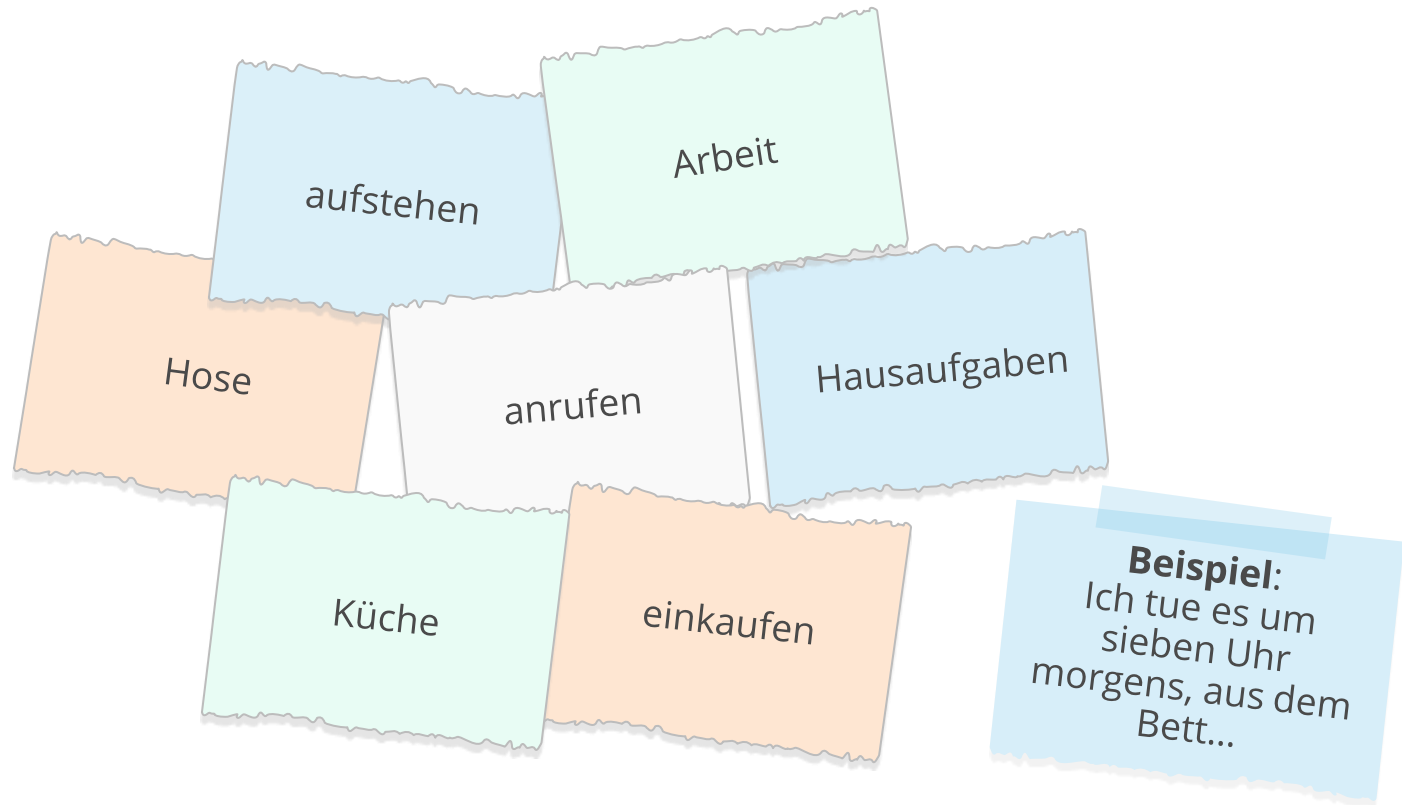 Arbeit
aufstehen
Hose
anrufen
Hausaufgaben
Küche
einkaufen
Beispiel:
Ich tue es um
sieben Uhr
morgens, aus dem
Bett...